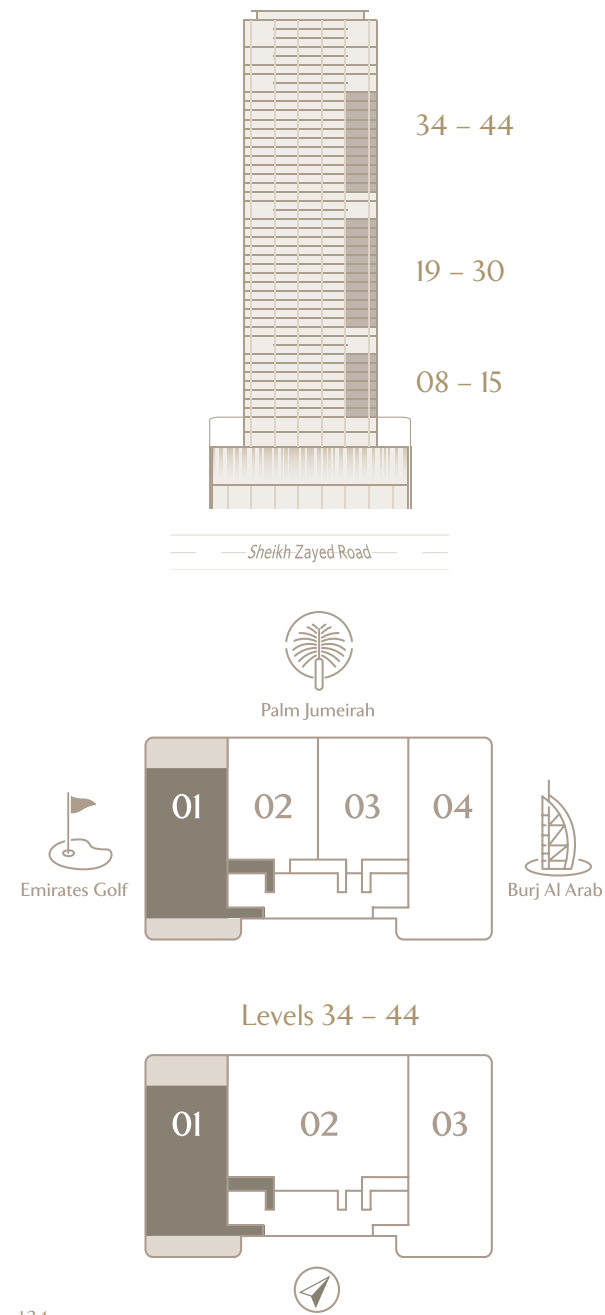 34 – 44
19 – 30
08 – 15
Sheikh Zayed Road
Palm Jumeirah
01 02 03 04
Emirates Golf
Burj Al Arab
Levels 34 – 44
01 02 03